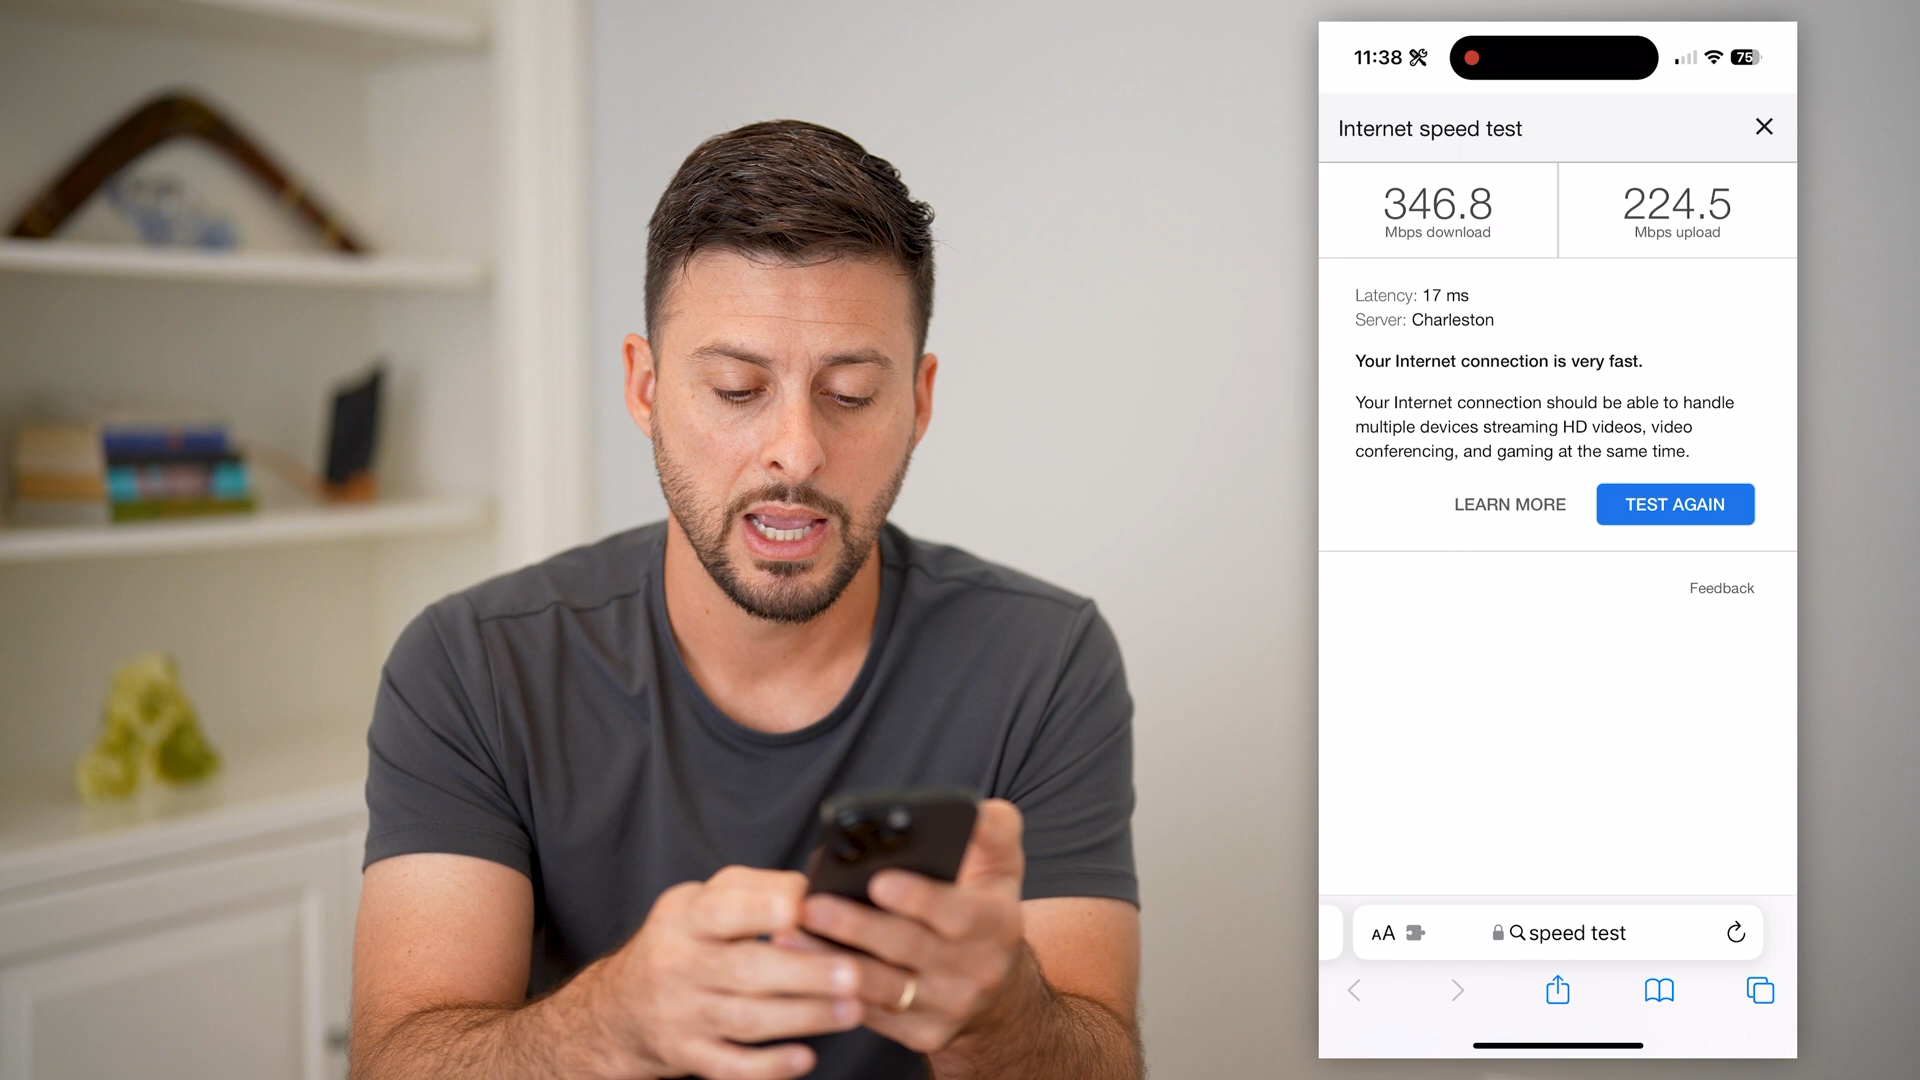 11:38
75
Internet speed test
346.8
Mbps download
224.5
Mbps upload
Latency: 17 ms
Server: Charleston
Your Internet connection is very fast.
Your Internet connection should be able to handle
multiple devices streaming HD videos, video
conferencing, and gaming at the same time.
LEARN MORE
TEST AGAIN
Feedback
AA
speed test